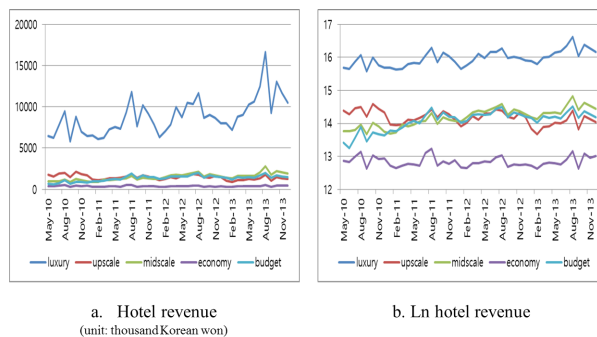 20000
15000
10000
5000
0
May-10
Aug-10
Nov-10
Feb-11
May-11
Aug-11
Nov-11
Feb-12
May-12
Aug-12
Nov-12
Feb-13
May-13
Aug-13
Nov-13
luxury upscale midscale economy budget
17
16
15
14
13
12
May-10
Aug-10
Nov-10
Feb-11
May-11
Aug-11
Nov-11
Feb-12
May-12
Aug-12
Nov-12
Feb-13
May-13
Aug-13
Nov-13
luxury upscale midscale economy budget
a. Hotel revenue
(unit: thousand Korean won)
b. Ln hotel revenue